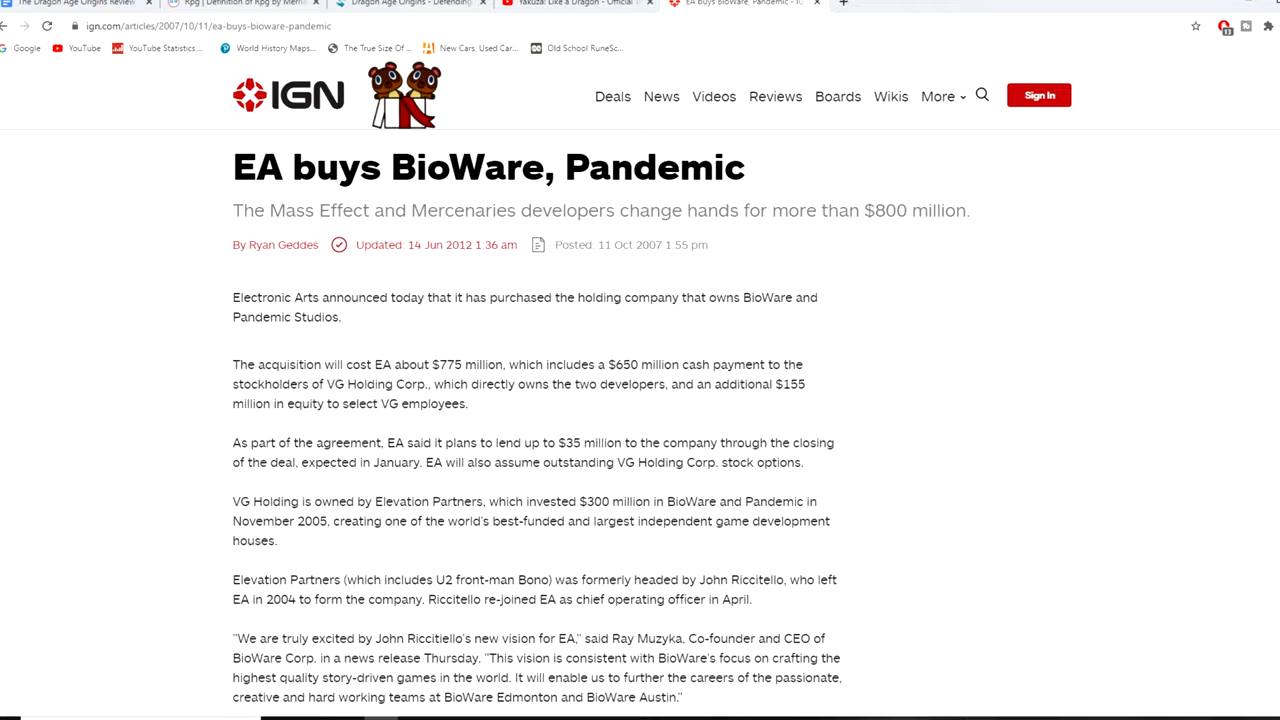 The Dragon Age Origins Review
Rpg | Definition of Rpg by Merri
Dragon Age Origins - Defending
Yakuza: Like a Dragon - Official
EA buys BioWare, Pandemic - IG
ign.com/articles/2007/10/11/ea-buys-bioware-pandemic
Google YouTube YouTube Statistics,... World History Maps... The True Size Of ... New Cars, Used Car... Old School RuneSc...
IGN
Deals News Videos Reviews Boards Wikis More Sign In
EA buys BioWare, Pandemic
The Mass Effect and Mercenaries developers change hands for more than $800 million.
By Ryan Geddes Updated: 14 Jun 2012 1:36 am Posted: 11 Oct 2007 1:55 pm
Electronic Arts announced today that it has purchased the holding company that owns BioWare and
Pandemic Studios.
The acquisition will cost EA about $775 million, which includes a $650 million cash payment to the
stockholders of VG Holding Corp., which directly owns the two developers, and an additional $155
million in equity to select VG employees.
As part of the agreement, EA said it plans to lend up to $35 million to the company through the closing
of the deal, expected in January. EA will also assume outstanding VG Holding Corp. stock options.
VG Holding is owned by Elevation Partners, which invested $300 million in BioWare and Pandemic in
November 2005, creating one of the world's best-funded and largest independent game development
houses.
Elevation Partners (which includes U2 front-man Bono) was formerly headed by John Riccitello, who left
EA in 2004 to form the company. Riccitello re-joined EA as chief operating officer in April.
"We are truly excited by John Riccitiello's new vision for EA," said Ray Muzyka, Co-founder and CEO of
BioWare Corp. in a news release Thursday. "This vision is consistent with BioWare's focus on crafting the
highest quality story-driven games in the world. It will enable us to further the careers of the passionate,
creative and hard working teams at BioWare Edmonton and BioWare Austin."